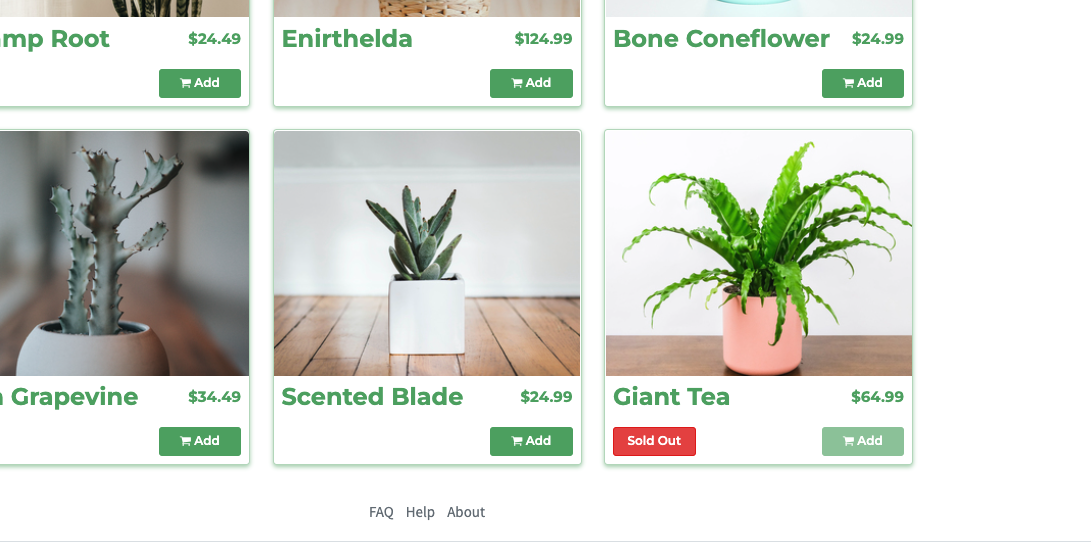 mp Root $24.49
Enirthelda $124.99
Bone Coneflower $24.99
Add
Add
Add
Grapevine $34.49
Scented Blade $24.99
Giant Tea $64.99
Add
Add
Sold Out Add
FAQ Help About